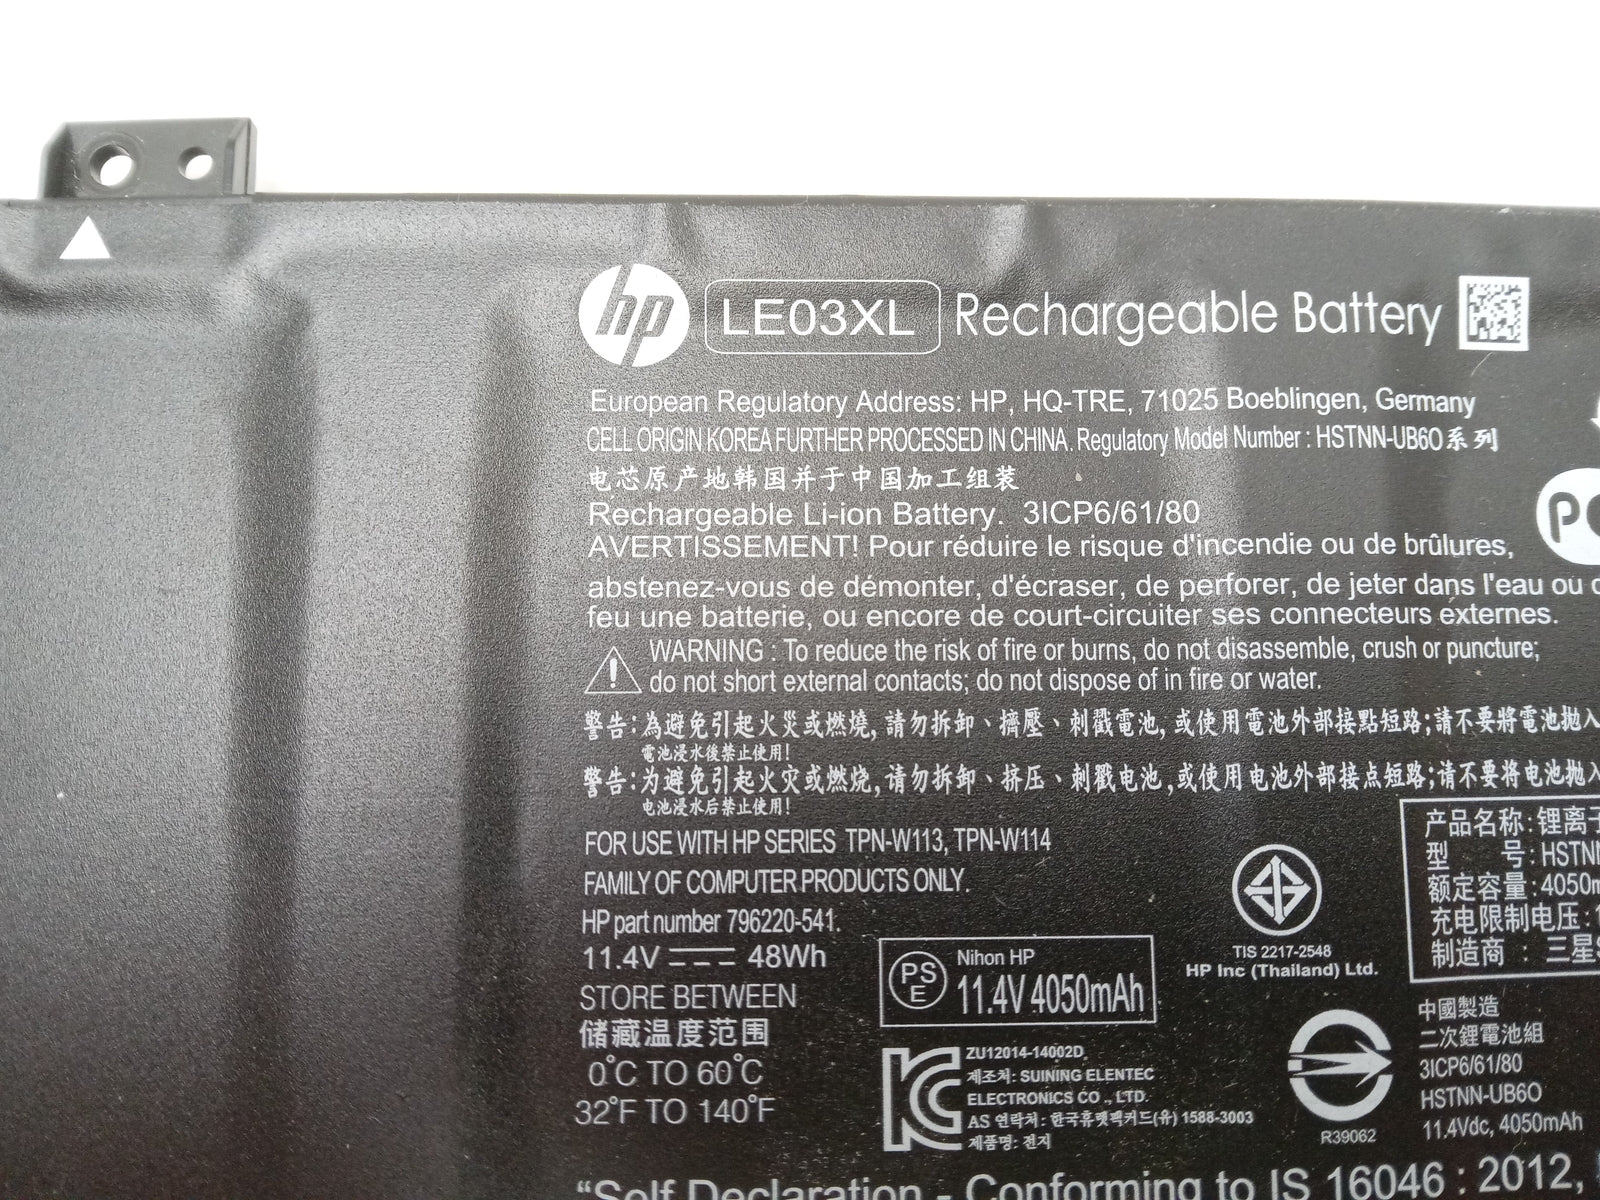 hp LE03XL Rechargeable Battery
European Regulatory Address: HP, HQ-TRE, 71025 Boeblingen, Germany
CELL ORIGIN KOREA FURTHER PROCESSED IN CHINA. Regulatory Model Number : HSTNN-UB6O系列
电芯原产地韩国并于中国加工组装
Rechargeable Li-ion Battery. 3ICP6/61/80
AVERTISSEMENT! Pour réduire le risque d'incendie ou de brûlures,
abstenez-vous de démonter, d'écraser, de perforer, de jeter dans l'eau ou
feu une batterie, ou encore de court-circuiter ses connecteurs externes.
WARNING : To reduce the risk of fire or burns, do not disassemble, crush or puncture;
do not short external contacts; do not dispose of in fire or water.
警告:為避免引起火災或燃燒,請勿拆卸、擠壓、刺戳電池,或使用電池外部接點短路;請不要將電池拋入
電池浸水後禁止使用!
警告:为避免引起火灾或燃烧,请勿拆卸、挤压、刺戳电池,或使用电池外部接点短路;请不要将电池抛入
电池浸水后禁止使用!
FOR USE WITH HP SERIES TPN-W113, TPN-W114
FAMILY OF COMPUTER PRODUCTS ONLY.
HP part number 796220-541.
11.4V 48Wh
STORE BETWEEN
储藏温度范围
0°C TO 60°C
32°F TO 140°F
PS
E
Nihon HP
11.4V 4050mAh
ZU12014-14002D
제조자: SUINING ELENTEC
ELECTRONICS CO ., LTD.
AS 연락처: 한국휴렛팩커드(유) 1588-3003
제품명: 전지
TIS 2217-2548
HP Inc (Thailand) Ltd.
产品名称:锂离子
型 号:HSTNN
额定容量:4050m
充电限制电压:1
制造商 : 三星S
R39062
中國製造
二次鋰電池組
3ICP6/61/80
HSTNN-UB6O
11.4Vdc, 4050mAh
"Self Declaration - Conforming to IS 16046 : 2012,